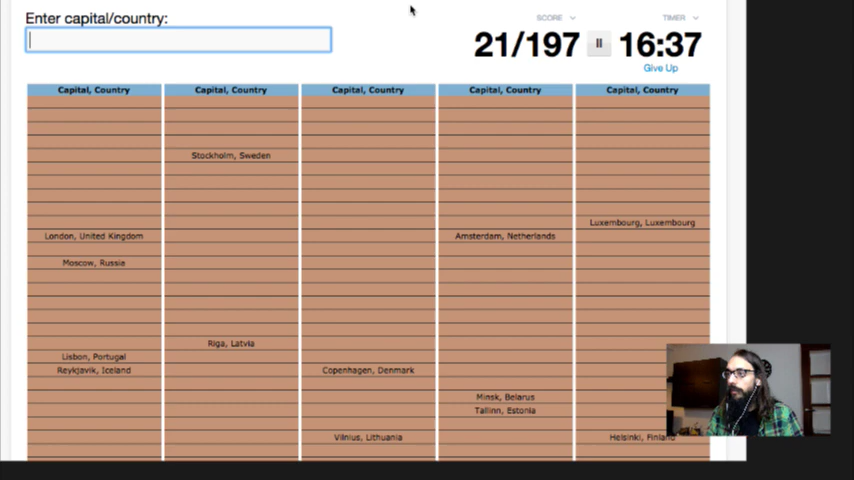 Enter capital/country:
SCORE
TIMER
21/197
16:37
Give Up
Capital, Country
Capital, Country
Capital, Country
Capital, Country
Capital, Country
Stockholm, Sweden
Luxembourg, Luxembourg
London, United Kingdom
Amsterdam, Netherlands
Moscow, Russia
Riga, Latvia
Lisbon, Portugal
Reykjavik, Iceland
Copenhagen, Denmark
Minsk, Belarus
Tallinn, Estonia
Vilnius, Lithuania
Helsinki, Finland